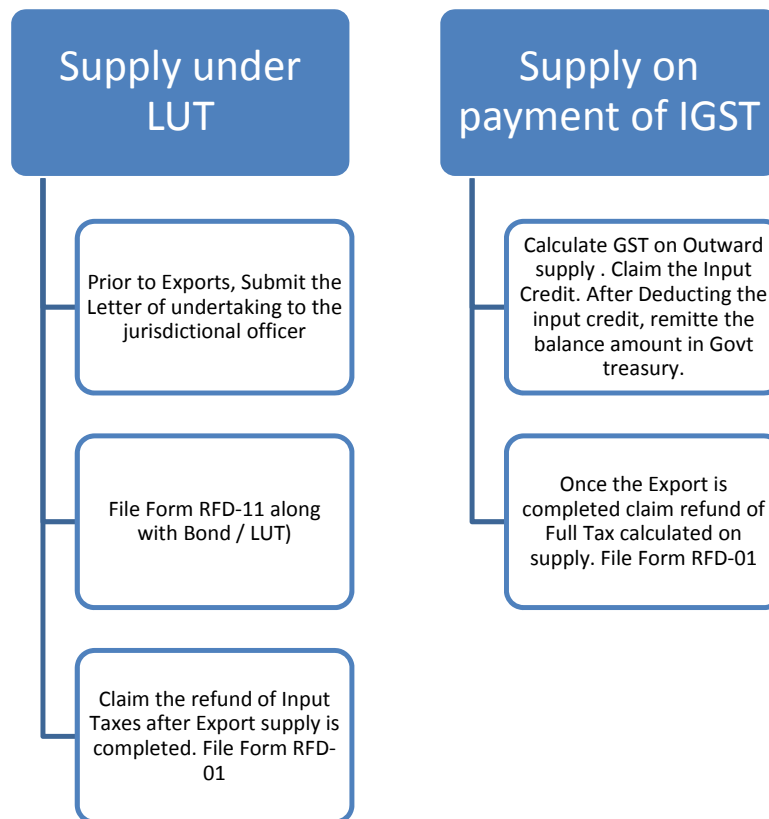 Supply under
LUT
Prior to Exports, Submit the
Letter of undertaking to the
jurisdictional officer
File Form RFD-11 along
with Bond / LUT)
Claim the refund of Input
Taxes after Export supply is
completed. File Form RFD-
01
Supply on
payment of IGST
Calculate GST on Outward
supply . Claim the Input
Credit. After Deducting the
input credit, remitte the
balance amount in Govt
treasury.
Once the Export is
completed claim refund of
Full Tax calculated on
supply. File Form RFD-01